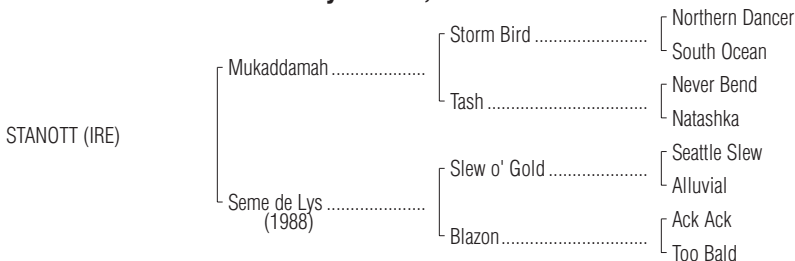 Northern Dancer
Storm Bird ......................
South Ocean
Mukaddamah ....................
Never Bend
Tash ...............................
Natashka
STANOTT (IRE)
Seattle Slew
Slew o' Gold ...................
Alluvial
Seme de Lys .....................
(1988)
Ack Ack
Blazon.............................
Too Bald